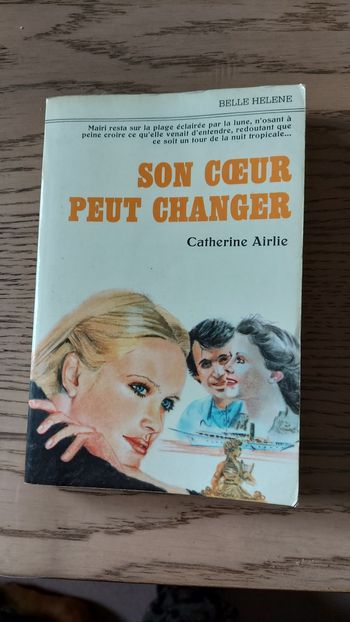 BELLE HELENE
Mairi resta sur la plage éclairée par la lune, n'osant à
peine croire ce qu'elle venait d'entendre, redoutant que
ce soit un tour de la nuit tropicale...
SON CŒUR
PEUT CHANGER
Catherine Airlie